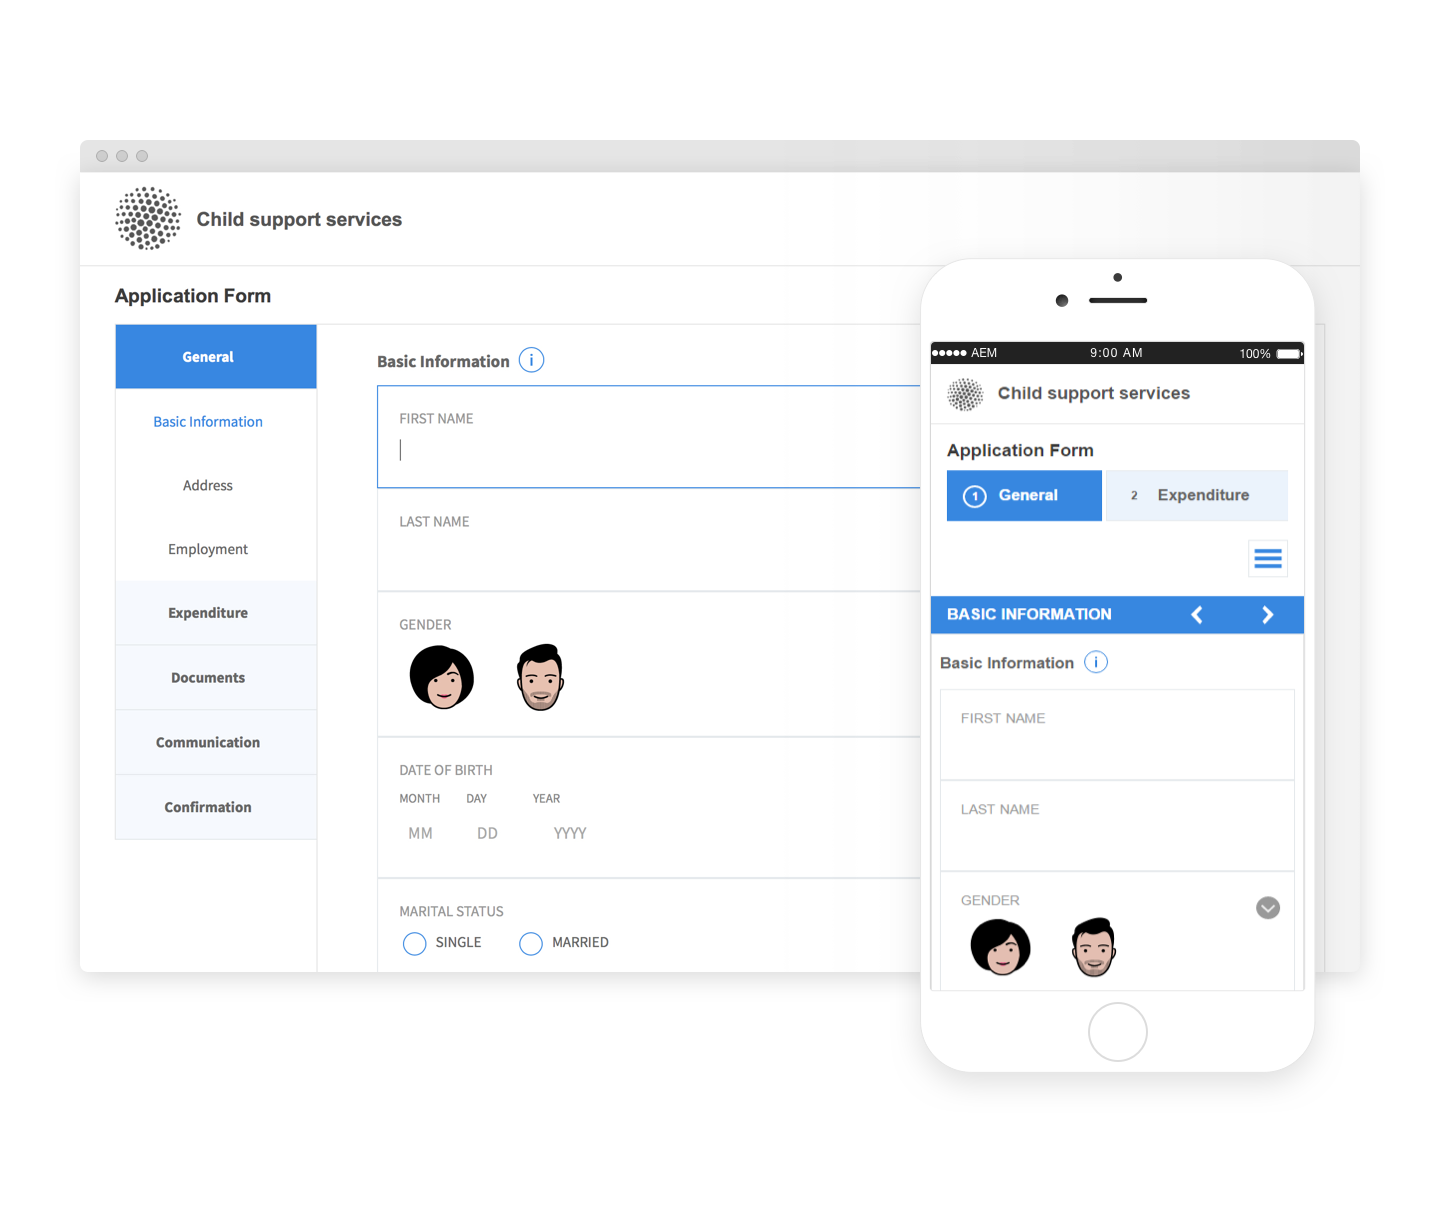 Child support services
Application Form
General
Basic Information
Address
Employment
Expenditure
Documents
Communication
Confirmation
Basic Information i
FIRST NAME
LAST NAME
GENDER
DATE OF BIRTH
MONTH DAY YEAR
MM DD YYYY
MARITAL STATUS
SINGLE MARRIED
AEM 9:00 AM 100%
Child support services
Application Form
1 General 2 Expenditure
BASIC INFORMATION
Basic Information i
FIRST NAME
LAST NAME
GENDER